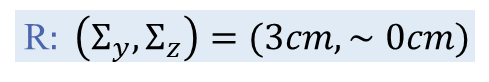 R: (Σy, Σz) = (3cm, ~ 0cm)